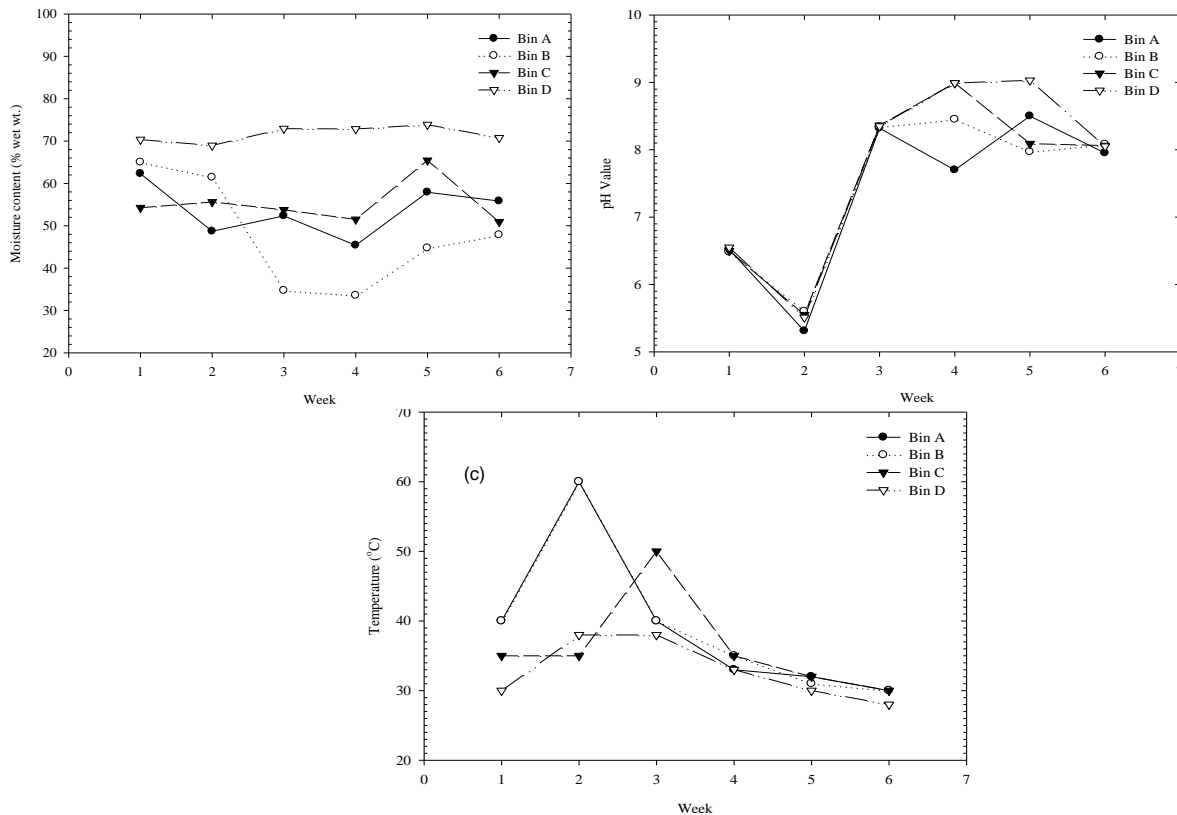 100
90
80
70
60
50
40
30
20
0 1 2 3 4 5 6 7
Moisture content (% wet wt.)
Week
Bin A
Bin B
Bin C
Bin D
10
9
8
7
6
5
0 1 2 3 4 5 6
pH Value
Week
Bin A
Bin B
Bin C
Bin D
70
60
50
40
30
20
0 1 2 3 4 5 6 7
Temperature (°C)
Week
(c)
Bin A
Bin B
Bin C
Bin D